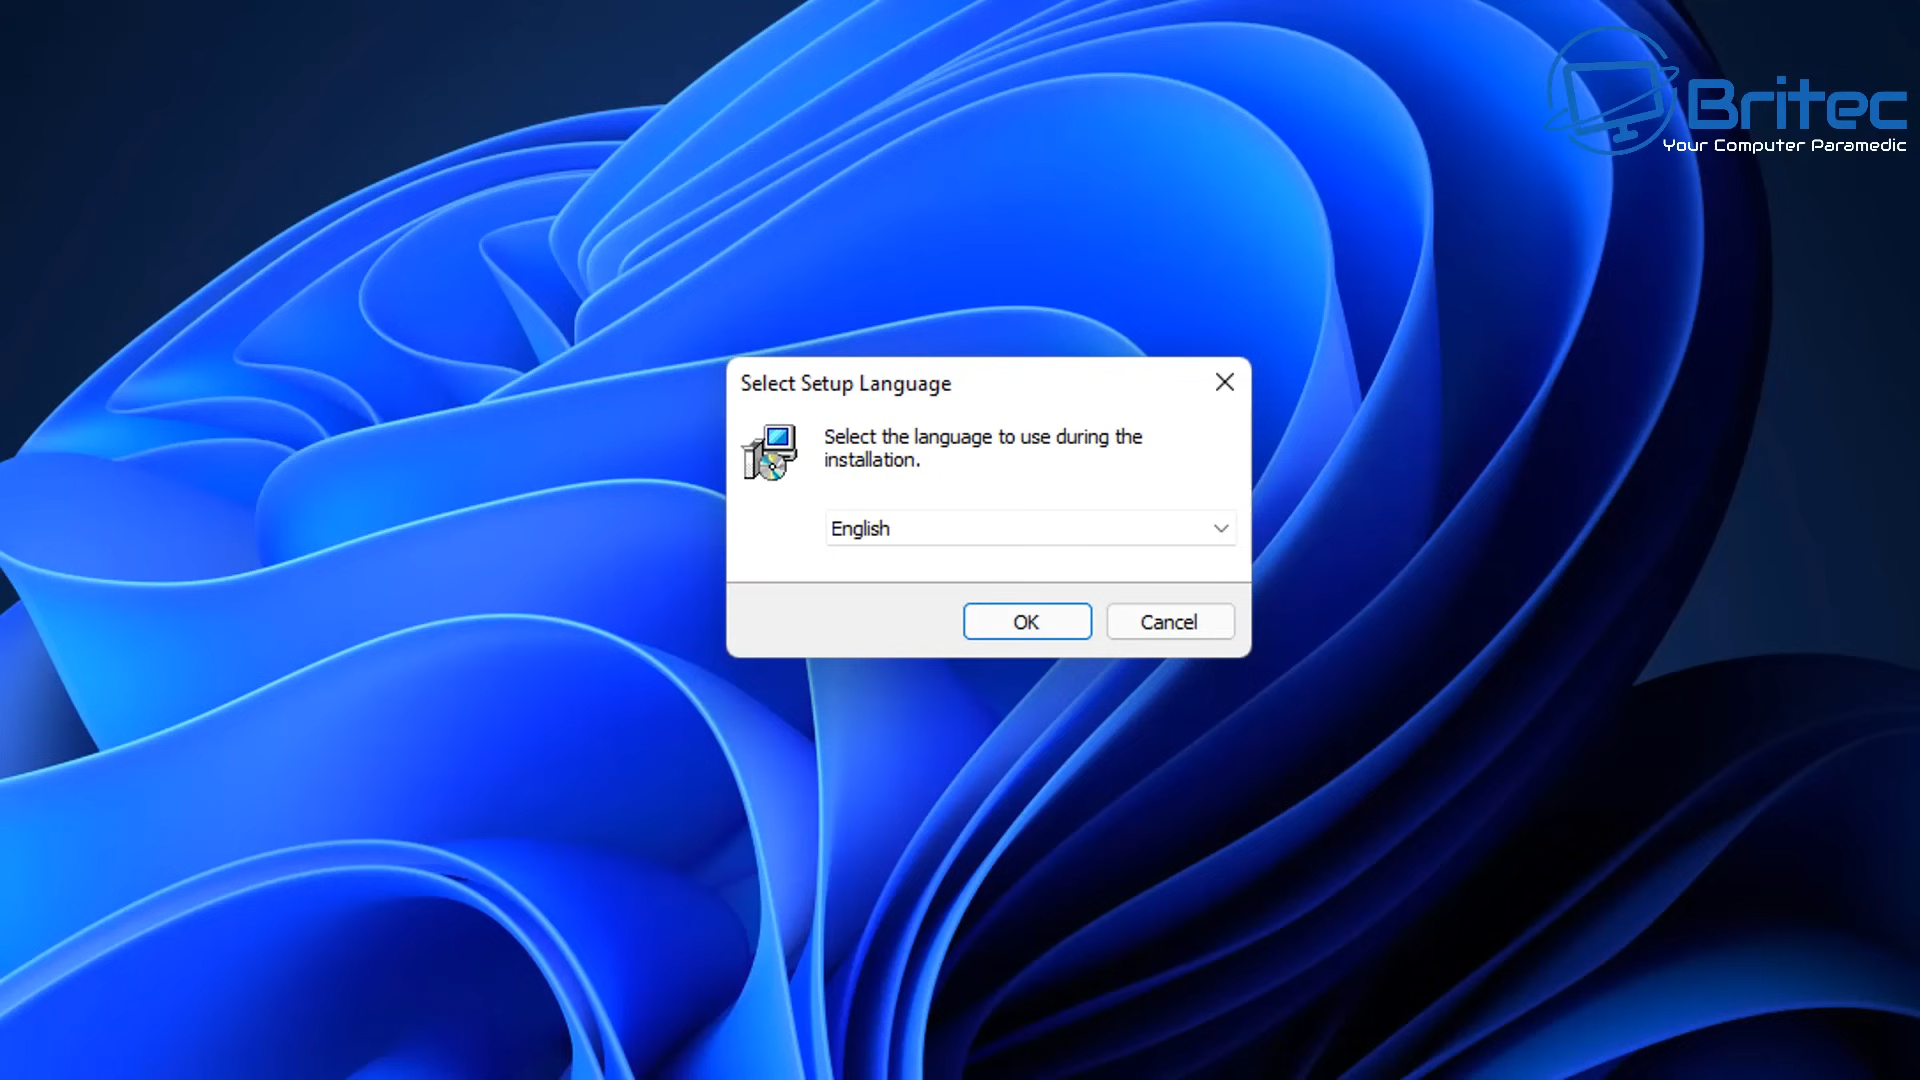 Britec
Your Computer Paramedic
Select Setup Language
Select the language to use during the
installation.
English
OK
Cancel